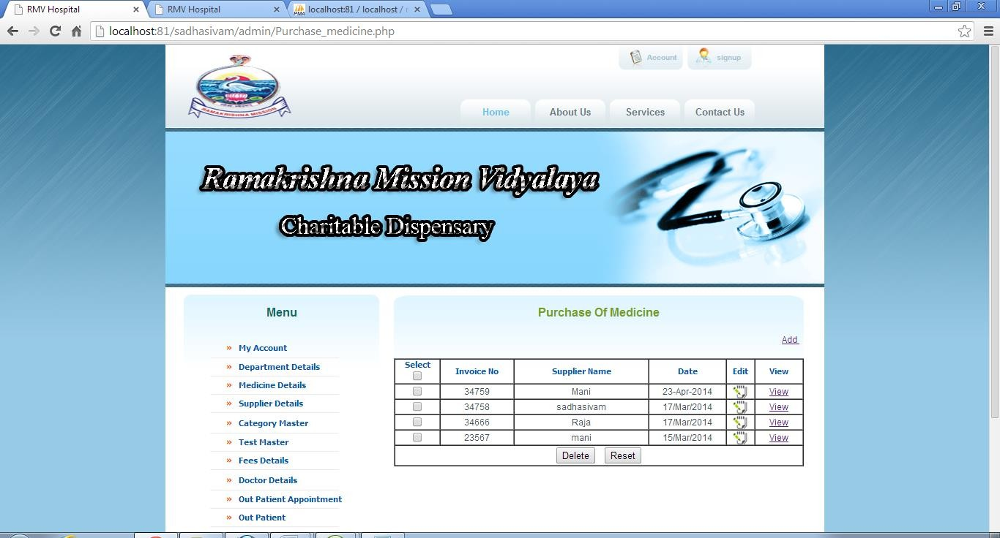 RMV Hospital
RMV Hospital
localhost:81 / localhost /
localhost:81/sadhasivam/admin/Purchase_medicine.php
Account
signup
RAMAKRISHNA MISSION
Home
About Us
Services
Contact Us
Ramakrishna Mission Vidyalaya
Charitable Dispensary
Menu
» My Account
» Department Details
» Medicine Details
» Supplier Details
» Category Master
» Test Master
» Fees Details
» Doctor Details
» Out Patient Appointment
» Out Patient
Purchase Of Medicine
Add
Select Invoice No Supplier Name Date Edit View
34759 Mani 23-Apr-2014 View
34758 sadhasivam 17/Mar/2014 View
34666 Raja 17/Mar/2014 View
23567 mani 15/Mar/2014 View
Delete Reset